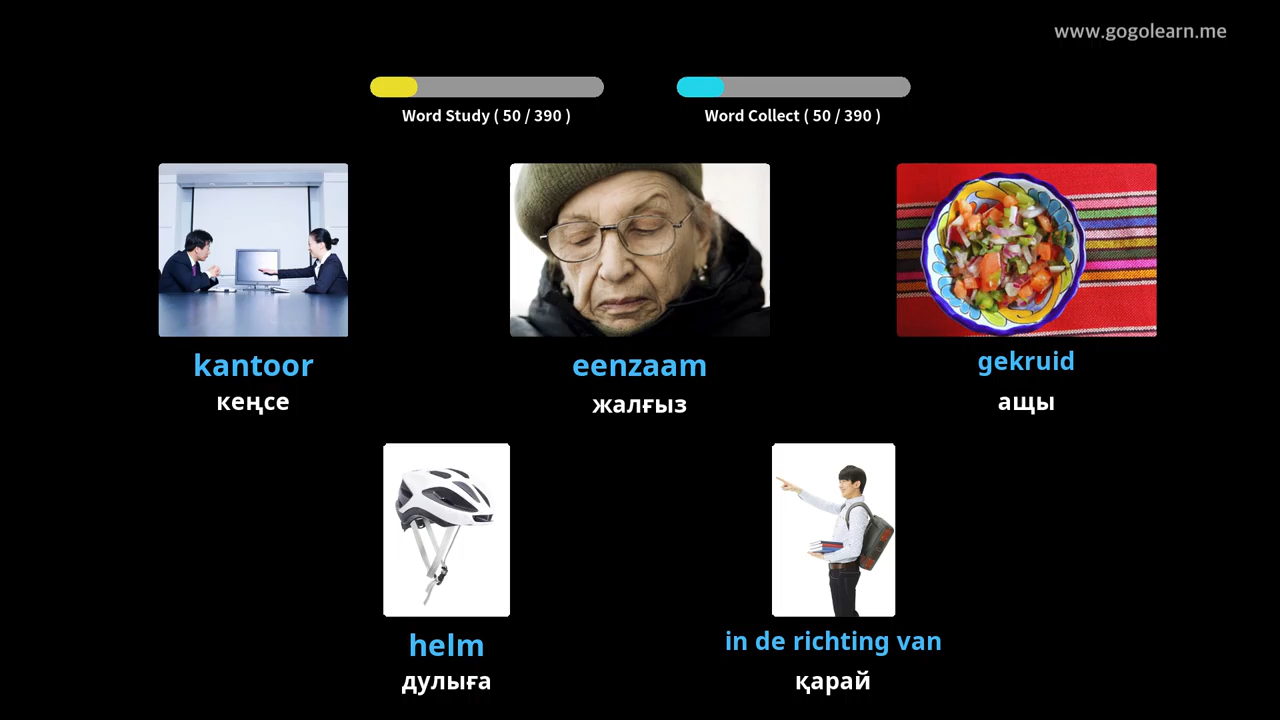 www.gogolearn.me
Word Study ( 50 / 390 )
Word Collect ( 50 / 390 )
kantoor
кеңсе
eenzaam
жалғыз
gekruid
ащы
helm
дулыға
in de richting van
қарай